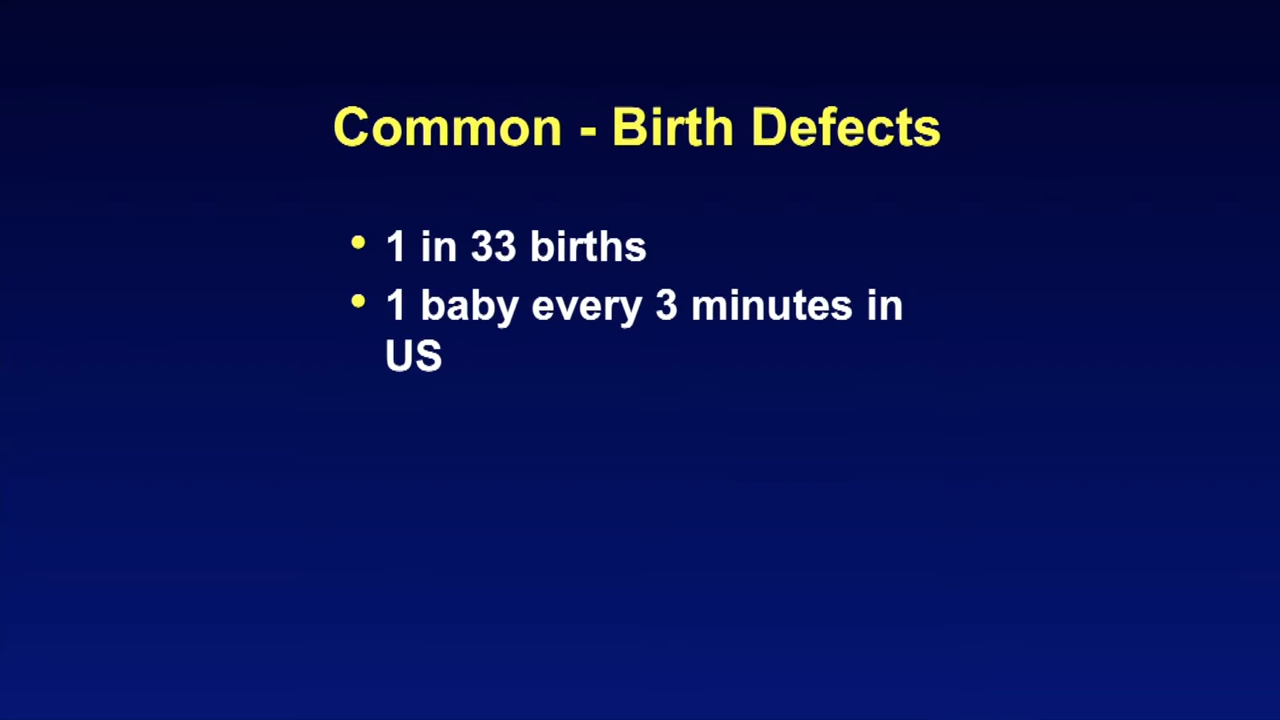 Common - Birth Defects
• 1 in 33 births
• 1 baby every 3 minutes in
US